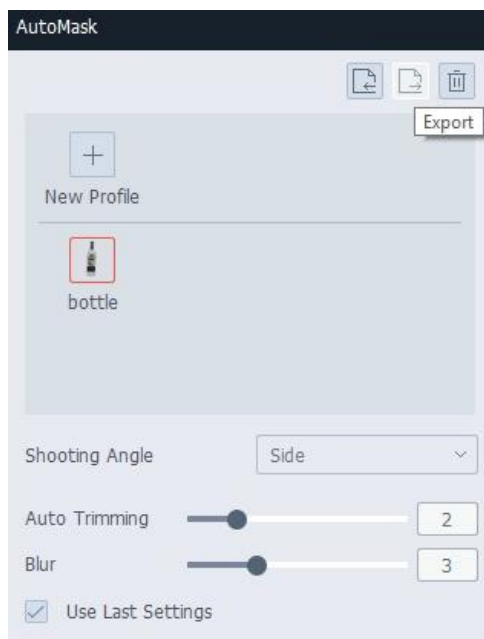 AutoMask
Export
New Profile
bottle
Shooting Angle Side
Auto Trimming 2
Blur 3
Use Last Settings